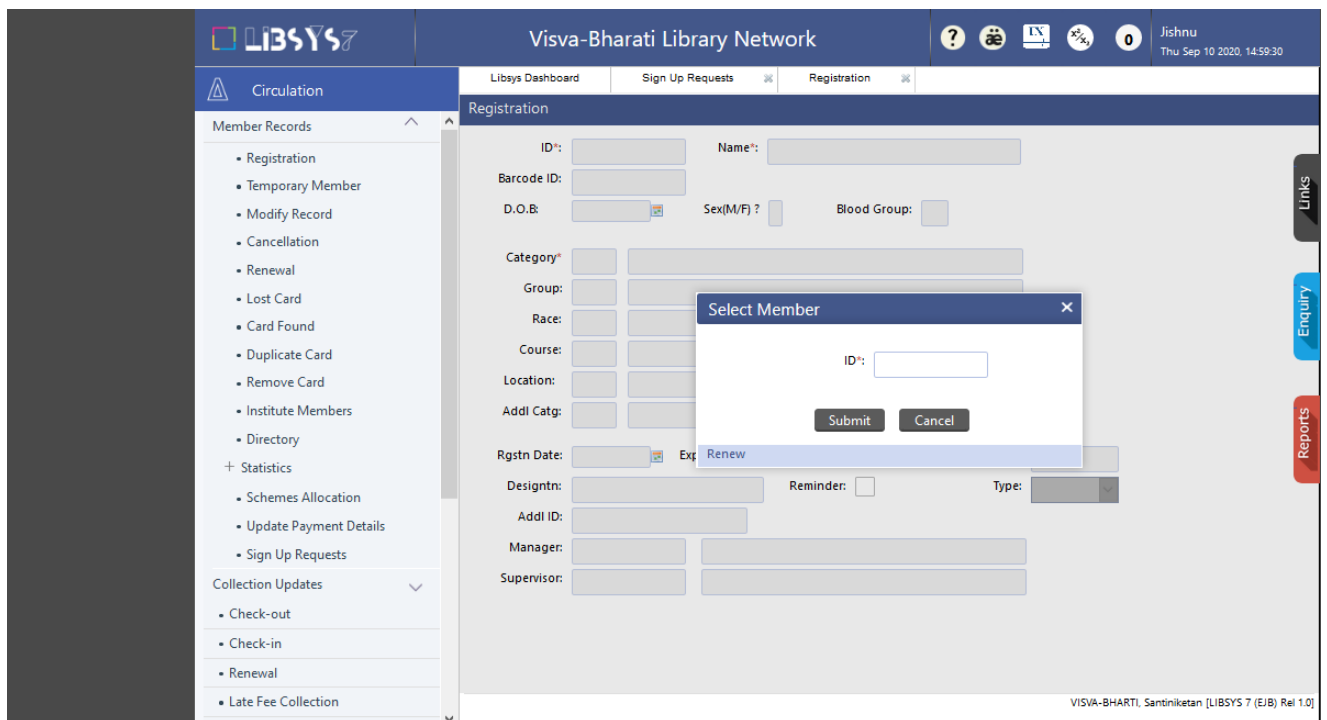 LiBSYS7
Visva-Bharati Library Network
? æë IX x²/x, 0
Jishnu
Thu Sep 10 2020, 14:59:30
Circulation
Libsys Dashboard Sign Up Requests Registration
Member Records
Registration
Temporary Member
Modify Record
Cancellation
Renewal
Lost Card
Card Found
Duplicate Card
Remove Card
Institute Members
Directory
+ Statistics
Schemes Allocation
Update Payment Details
Sign Up Requests
Collection Updates
Check-out
Check-in
Renewal
Late Fee Collection
Registration
ID*: Name*:
Barcode ID:
D.O.B: Sex(M/F) ? Blood Group:
Category*
Group:
Race:
Course:
Location:
Addl Catg:
Rgstn Date: Exp
Designtn: Reminder: Type:
Addl ID:
Manager:
Supervisor:
Select Member ×
ID*:
Submit Cancel
Renew
Links
Enquiry
Reports
VISVA-BHARTI, Santiniketan [LIBSYS 7 (EJB) Rel 1.0]